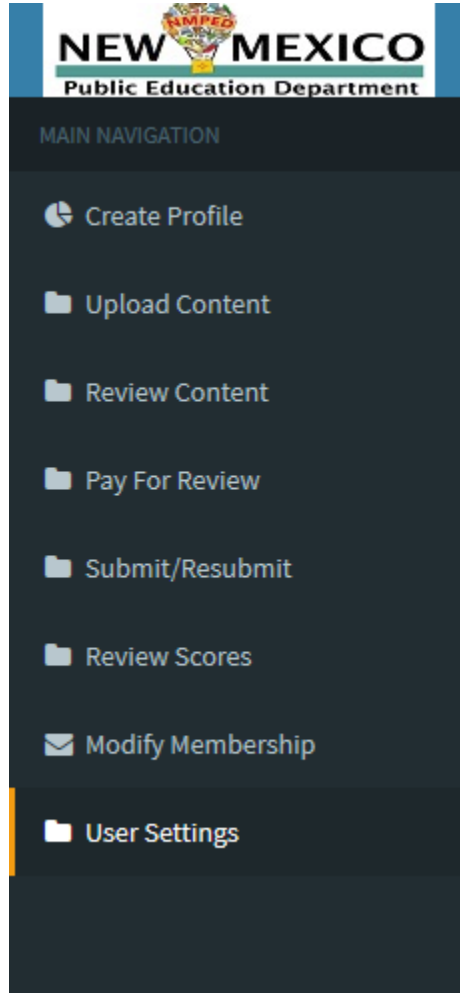 NMPED
NEW MEXICO
Public Education Department
MAIN NAVIGATION
Create Profile
Upload Content
Review Content
Pay For Review
Submit/Resubmit
Review Scores
Modify Membership
User Settings